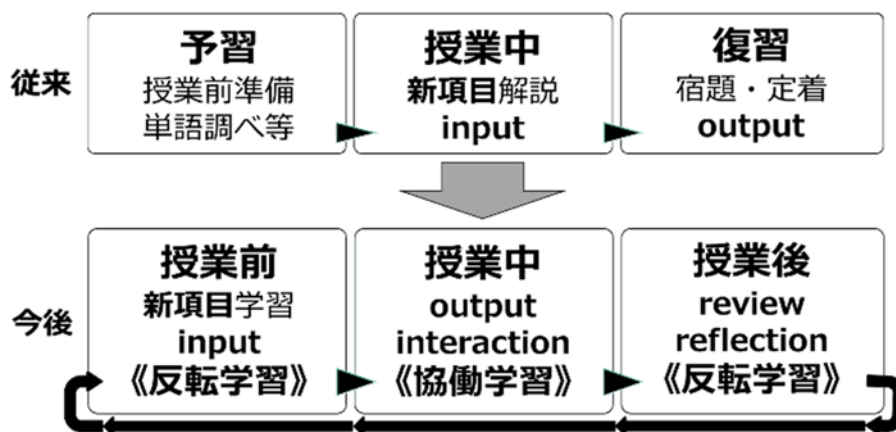 従来
予習
授業前準備
単語調べ等
授業中
新項目解説
input
復習
宿題・定着
output
今後
授業前
新項目学習
input
《反転学習》
授業中
output
interaction
《協働学習》
授業後
review
reflection
《反転学習》